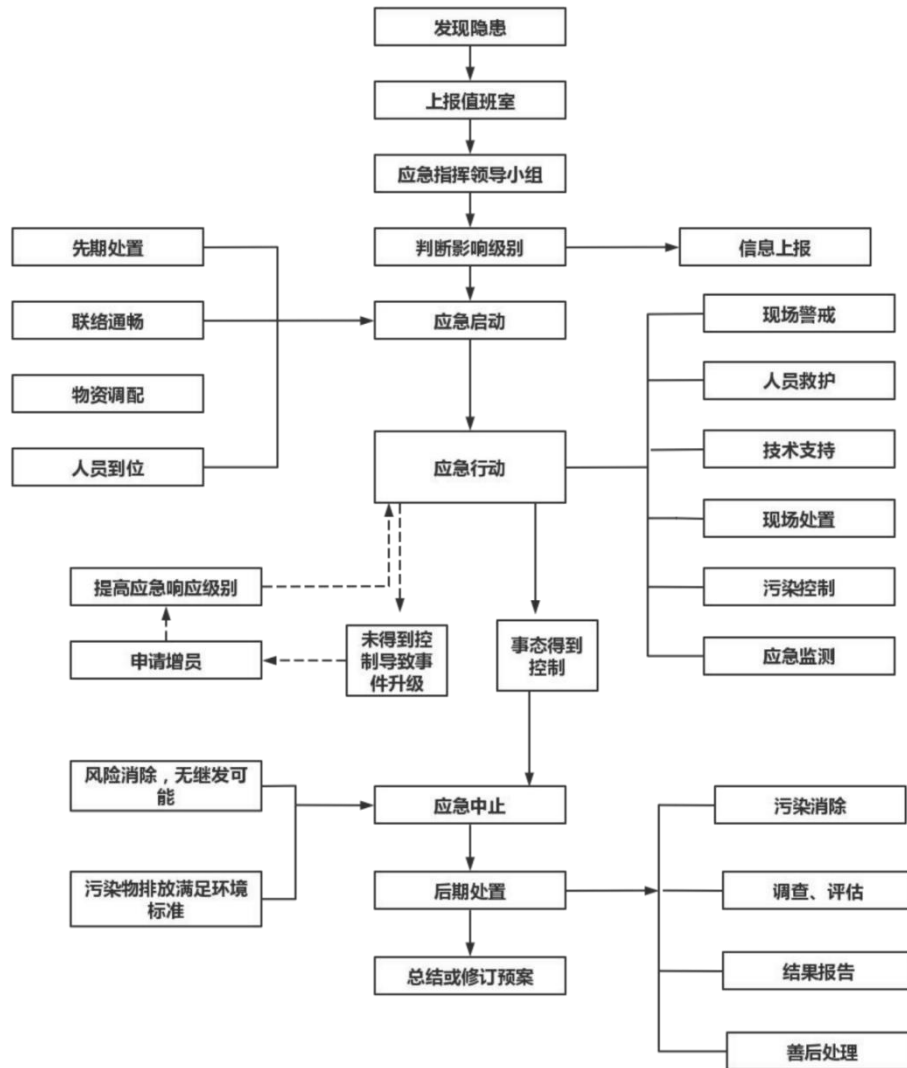 发现隐患
上报值班室
应急指挥领导小组
先期处置
判断影响级别
信息上报
联络通畅
应急启动
现场警戒
物资调配
人员救护
人员到位
应急行动
技术支持
现场处置
提高应急响应级别
污染控制
申请增员
未得到控
制导致事
件升级
事态得到
控制
应急监测
风险消除，无继发可
能
应急中止
污染消除
污染物排放满足环境
标准
后期处置
调查、评估
总结或修订预案
结果报告
善后处理